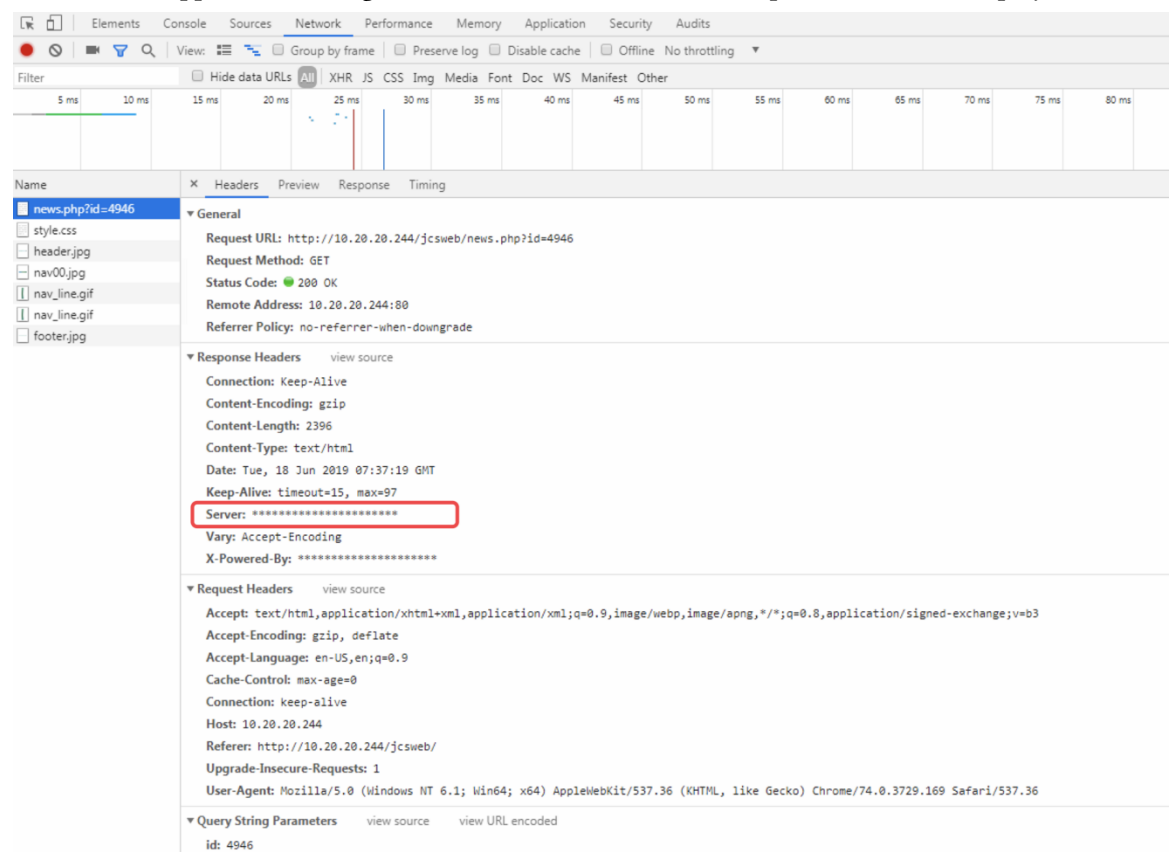 Elements Console Sources Network Performance Memory Application Security Audits
View: Group by frame Preserve log Disable cache Offline No throttling ▼
Filter Hide data URLs All XHR JS CSS Img Media Font Doc WS Manifest Other
5 ms 10 ms 15 ms 20 ms 25 ms 30 ms 35 ms 40 ms 45 ms 50 ms 55 ms 60 ms 65 ms 70 ms 75 ms 80 ms
Name
news.php?id=4946
style.css
header.jpg
nav00.jpg
nav_line.gif
nav_line.gif
footer.jpg
× Headers Preview Response Timing
▼ General
Request URL: http://10.20.20.244/jcsweb/news.php?id=4946
Request Method: GET
Status Code: 200 OK
Remote Address: 10.20.20.244:80
Referrer Policy: no-referrer-when-downgrade
▼ Response Headers view source
Connection: Keep-Alive
Content-Encoding: gzip
Content-Length: 2396
Content-Type: text/html
Date: Tue, 18 Jun 2019 07:37:19 GMT
Keep-Alive: timeout=15, max=97
Server: **********************
Vary: Accept-Encoding
X-Powered-By: *********************
▼ Request Headers view source
Accept: text/html,application/xhtml+xml,application/xml;q=0.9,image/webp,image/apng,*/*;q=0.8,application/signed-exchange;v=b3
Accept-Encoding: gzip, deflate
Accept-Language: en-US,en;q=0.9
Cache-Control: max-age=0
Connection: keep-alive
Host: 10.20.20.244
Referer: http://10.20.20.244/jcsweb/
Upgrade-Insecure-Requests: 1
User-Agent: Mozilla/5.0 (Windows NT 6.1; Win64; x64) AppleWebKit/537.36 (KHTML, like Gecko) Chrome/74.0.3729.169 Safari/537.36
▼ Query String Parameters view source view URL encoded
id: 4946